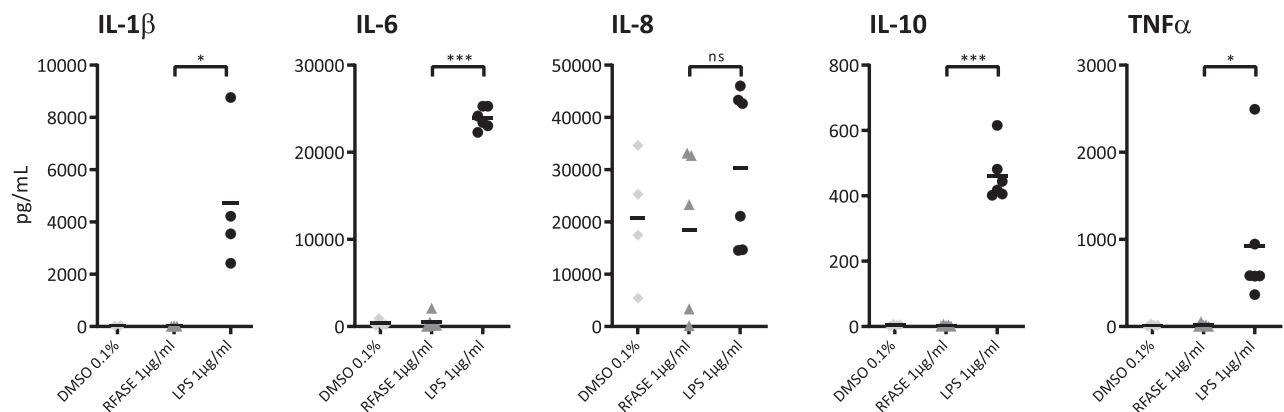 IL-1β
IL-6
IL-8
IL-10
TNFα
pg/mL
10000
8000
6000
4000
2000
0
*
DMSO 0.1%
RFASE 1µg/ml
LPS 1µg/ml
30000
20000
10000
0
***
DMSO 0.1%
RFASE 1µg/ml
LPS 1µg/ml
50000
40000
30000
20000
10000
0
ns
DMSO 0.1%
RFASE 1µg/ml
LPS 1µg/ml
800
600
400
200
0
***
DMSO 0.1%
RFASE 1µg/ml
LPS 1µg/ml
3000
2000
1000
0
*
DMSO 0.1%
RFASE 1µg/ml
LPS 1µg/ml